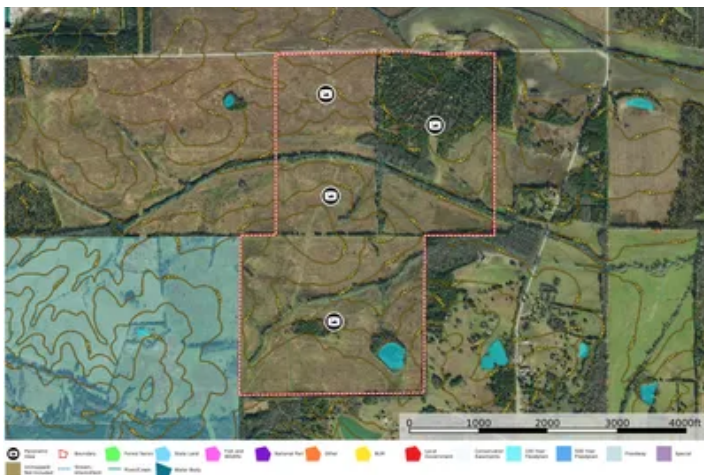 0 1000 2000 3000 4000ft
Panorama View Boundary Forest Service State Land Fish and Wildlife National Park Other BLM Local Government Conservation Easements 100 Year Floodplain 500 Year Floodplain Floodway Special
Unmapped/ Not Included Stream, Intermittent River/Creek Water Body